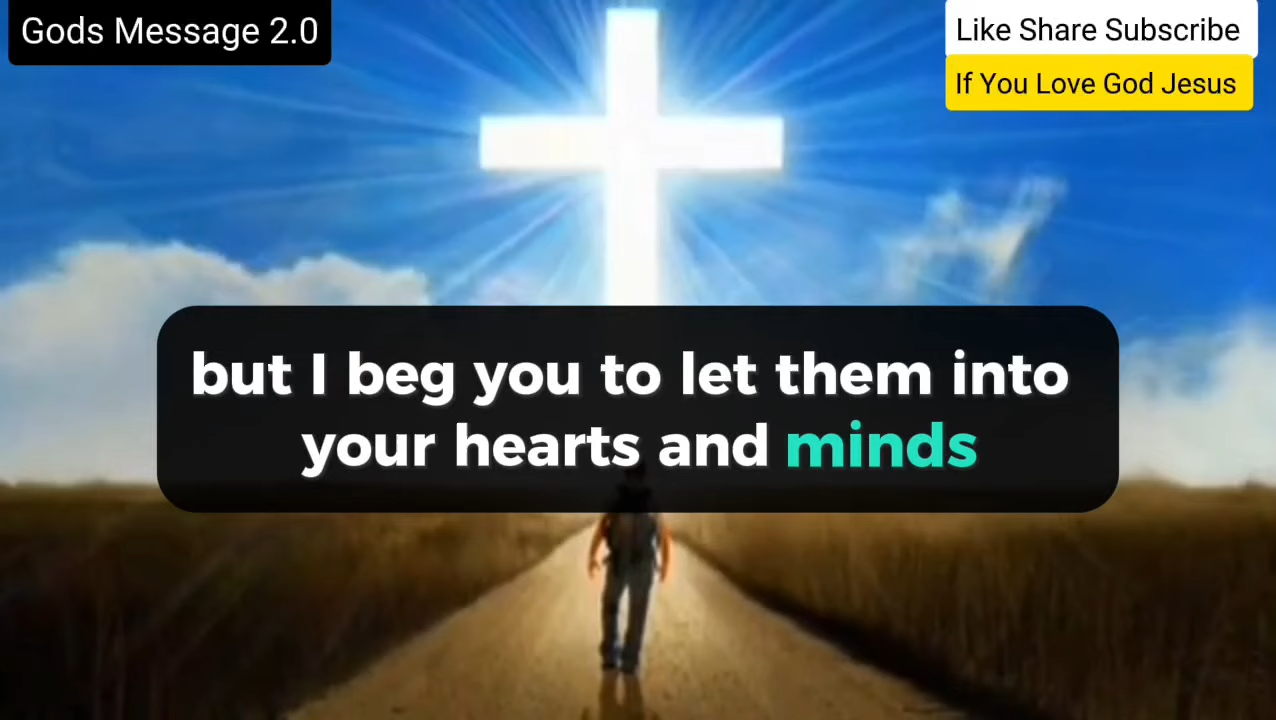 Gods Message 2.0
Like Share Subscribe
If You Love God Jesus
but I beg you to let them into
your hearts and minds